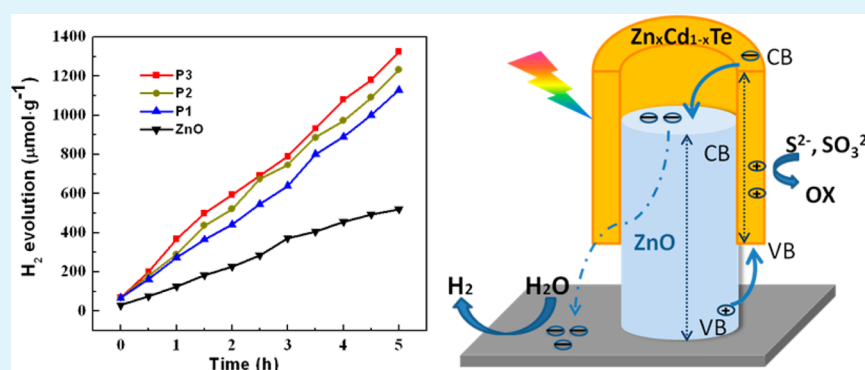 H₂ evolution (μmol·g⁻¹)
1400
1200
1000
800
600
400
200
0
P3
P2
P1
ZnO
0
1
2
3
4
5
Time (h)
ZnₓCd₁₋ₓTe
CB
CB
S²⁻, SO₃²
OX
ZnO
VB
H₂
H₂O
VB